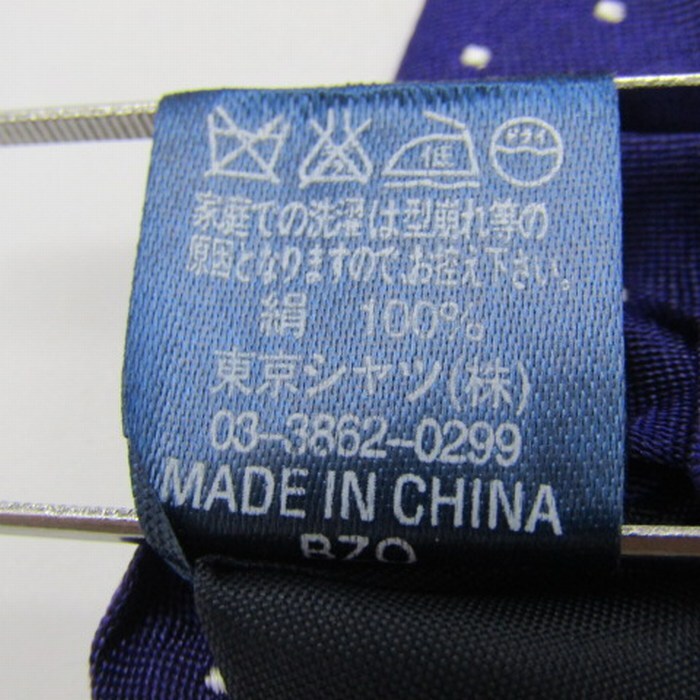 低 ドライ
家庭での洗濯は型崩れ等の
原因となりますので、お控え下さい。
絹 100%
東京シャツ(株)
03-3862-0299
MADE IN CHINA
BZO